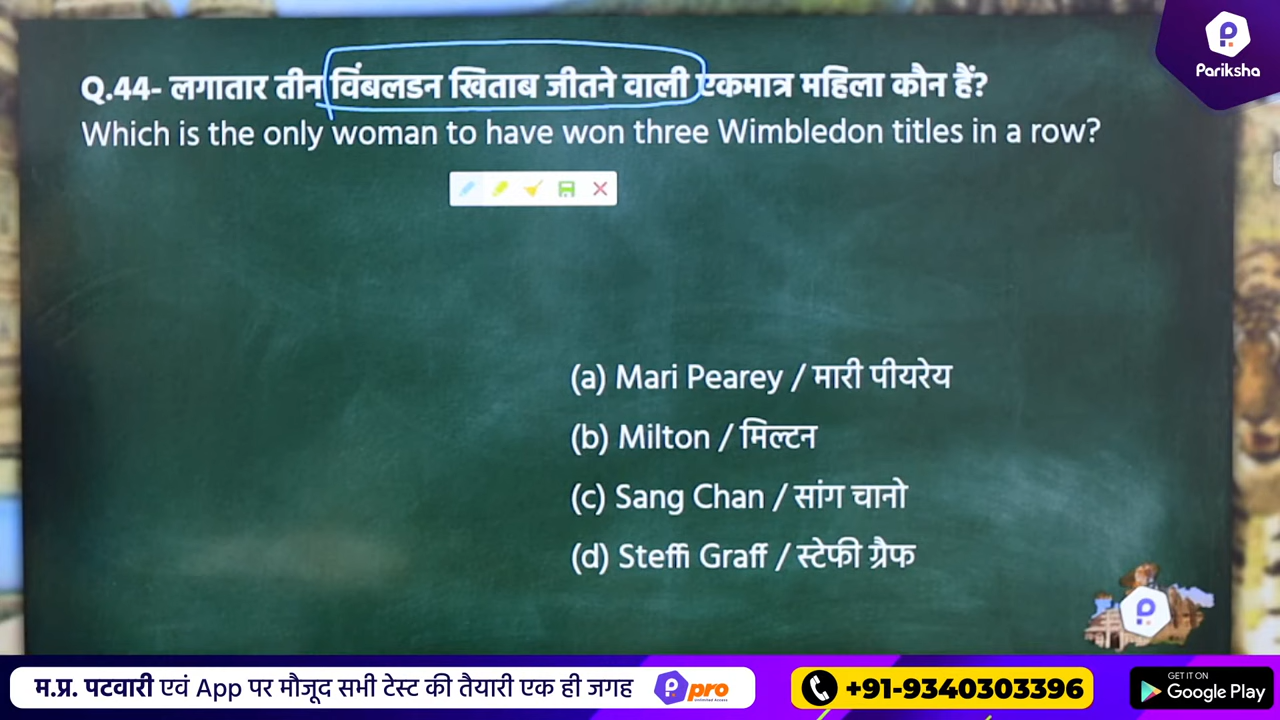 Pariksha
Q.44- लगातार तीन विंबलडन खिताब जीतने वाली एकमात्र महिला कौन हैं?
Which is the only woman to have won three Wimbledon titles in a row?
(a) Mari Pearey / मारी पीयरेय
(b) Milton / मिल्टन
(c) Sang Chan / सांग चानो
(d) Steffi Graff / स्टेफी ग्रैफ
म.प्र. पटवारी एवं App पर मौजूद सभी टेस्ट की तैयारी एक ही जगह
pro
+91-9340303396
GET IT ON
Google Play